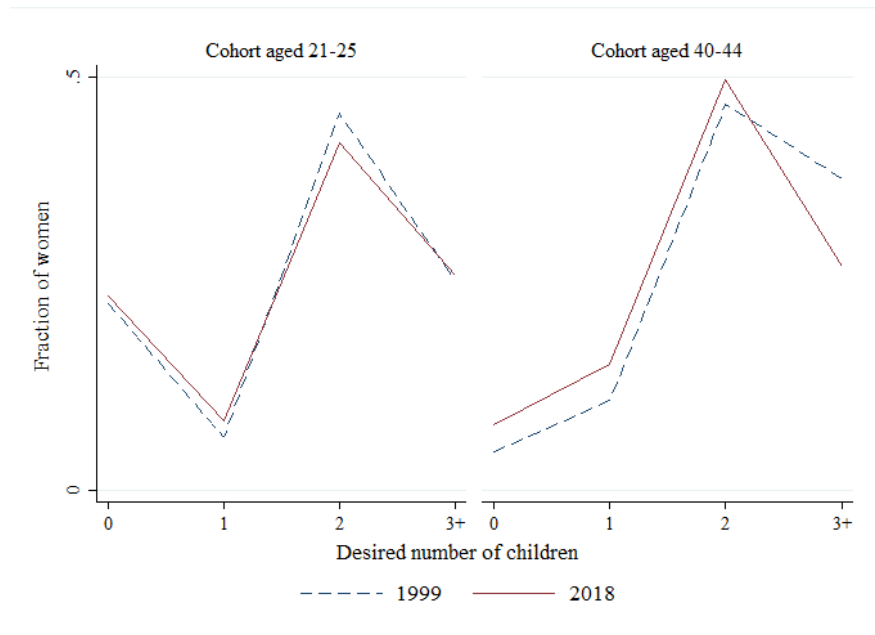 Cohort aged 21-25
Cohort aged 40-44
Fraction of women
.5
0
0 1 2 3+
0 1 2 3+
Desired number of children
1999 2018